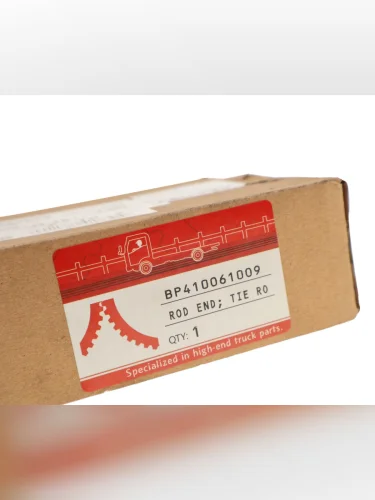 BP410061009
ROD END; TIE RO
QTY: 1
Specialized in high-end truck parts.